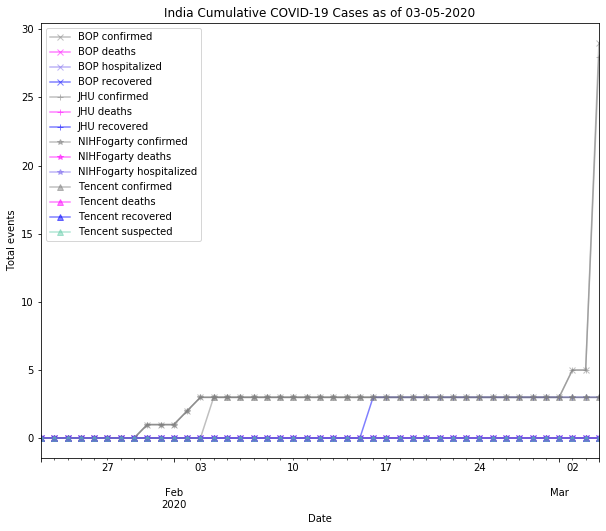 India Cumulative COVID-19 Cases as of 03-05-2020
30
25
20
15
10
5
0
Total events
BOP confirmed
BOP deaths
BOP hospitalized
BOP recovered
JHU confirmed
JHU deaths
JHU recovered
NIHFogarty confirmed
NIHFogarty deaths
NIHFogarty hospitalized
Tencent confirmed
Tencent deaths
Tencent recovered
Tencent suspected
27 03 10 17 24 02
Feb Mar
2020
Date